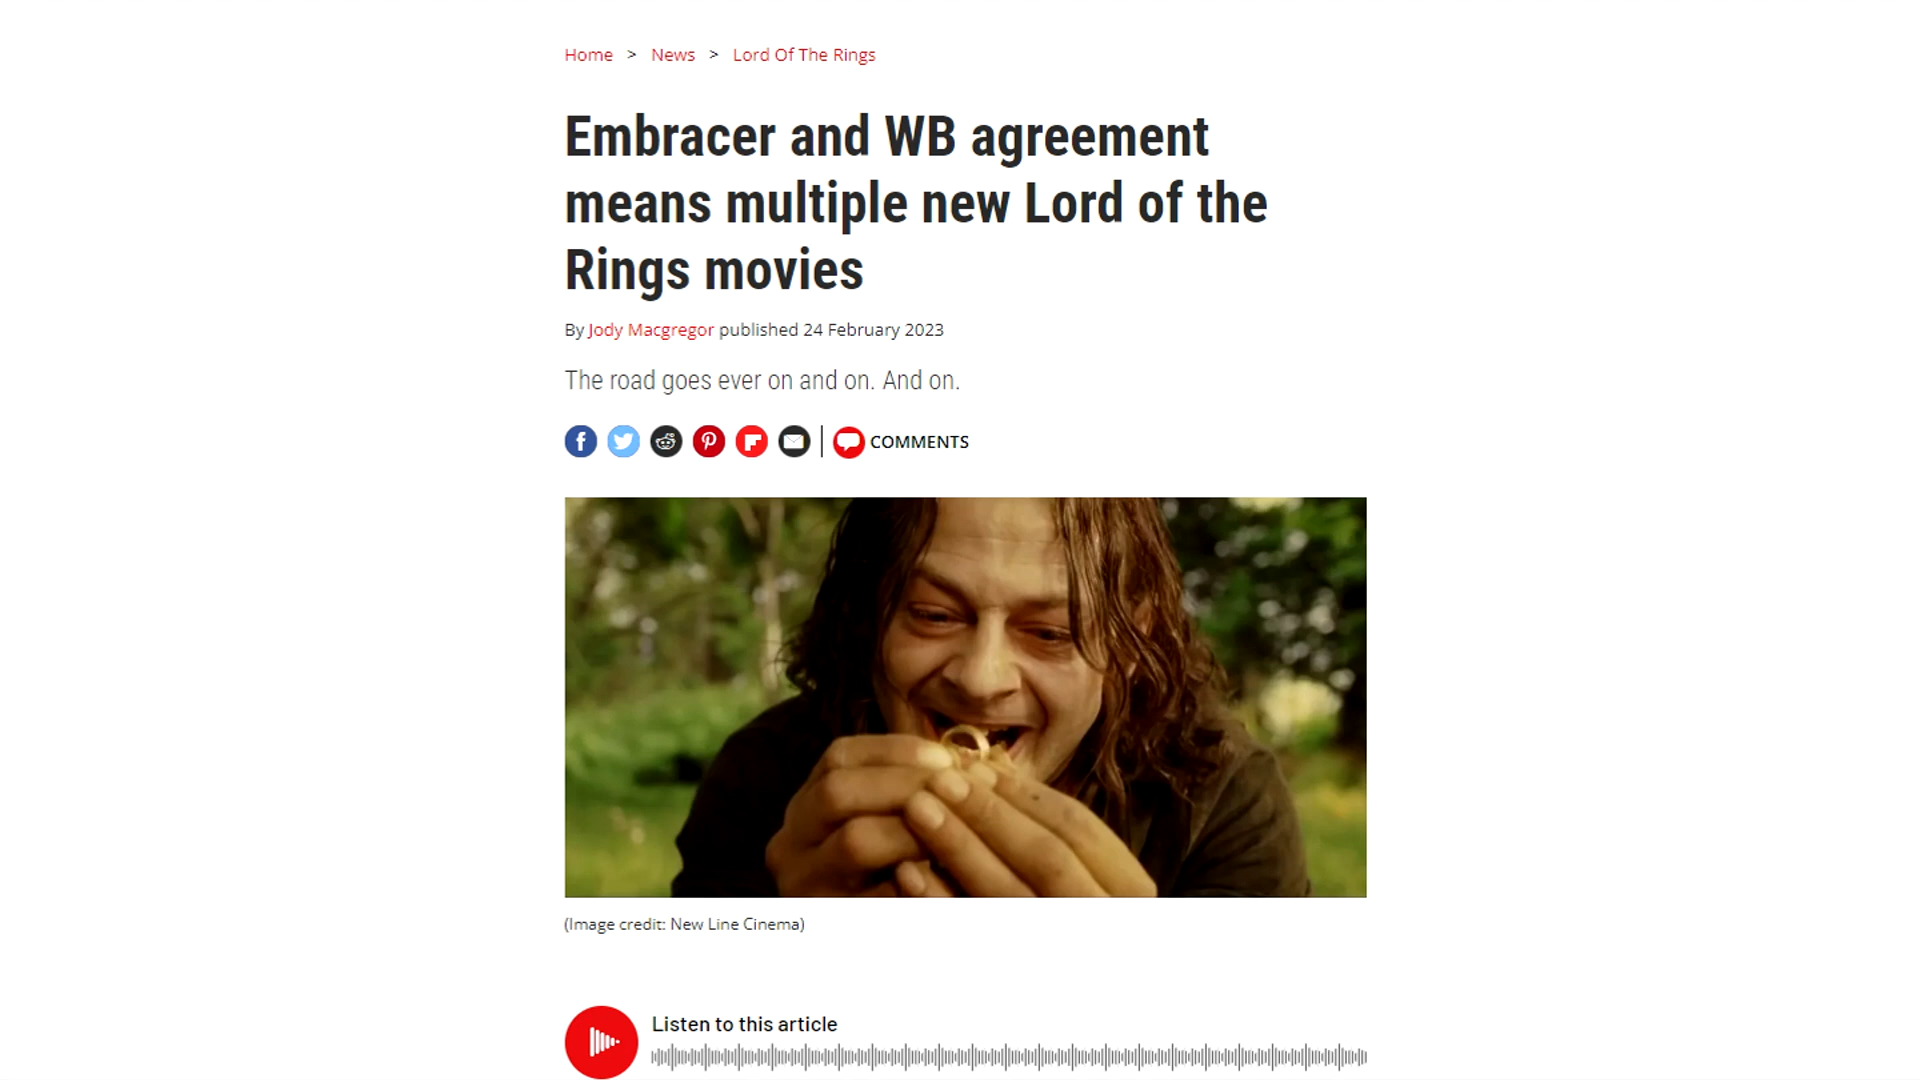 Home > News > Lord Of The Rings
Embracer and WB agreement
means multiple new Lord of the
Rings movies
By Jody Macgregor published 24 February 2023
The road goes ever on and on. And on.
COMMENTS
(Image credit: New Line Cinema)
Listen to this article